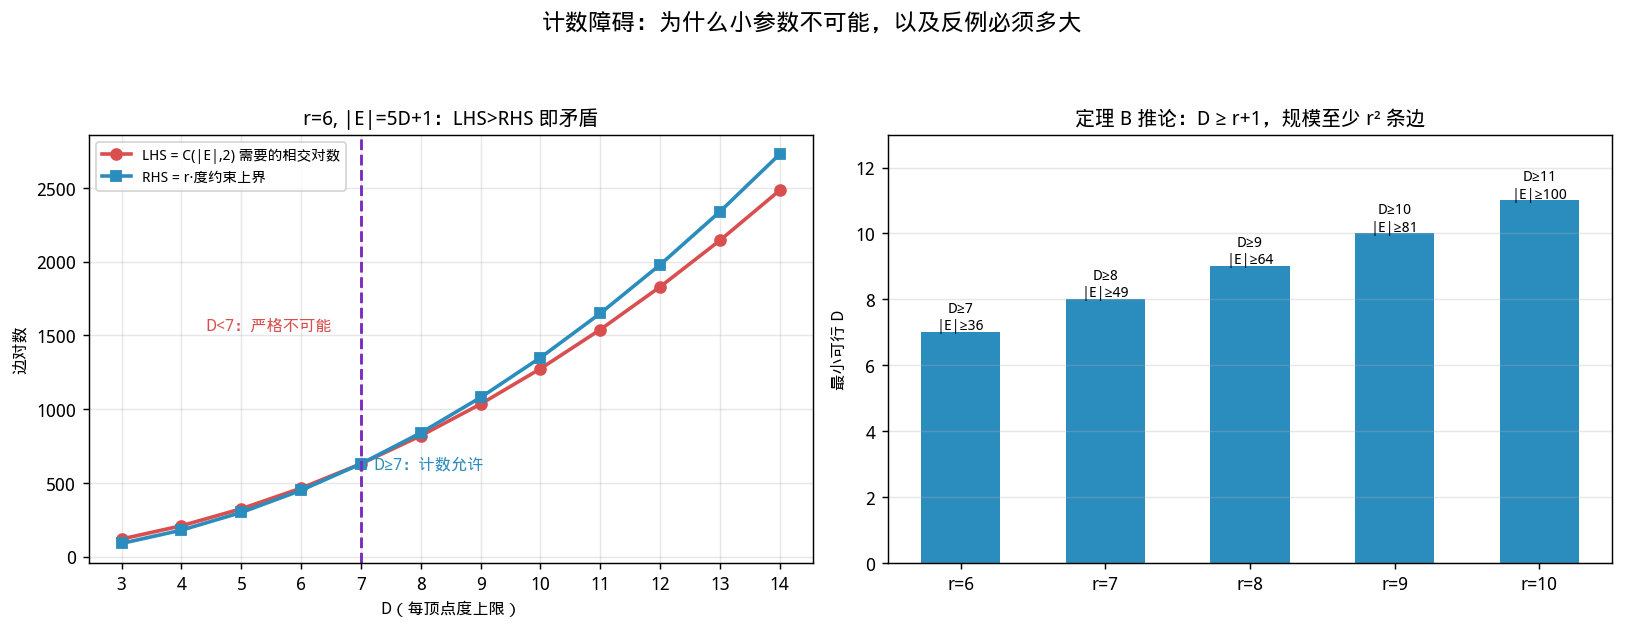 计数障碍：为什么小参数不可能，以及反例必须多大
r=6, |E|=5D+1：LHS>RHS 即矛盾
LHS = C(|E|,2) 需要的相交对数
RHS = r·度约束上界
D<7：严格不可能
D≥7：计数允许
边对数
0
500
1000
1500
2000
2500
3 4 5 6 7 8 9 10 11 12 13 14
D（每顶点度上限）
定理 B 推论：D ≥ r+1，规模至少 r² 条边
最小可行 D
0
2
4
6
8
10
12
D≥7
|E|≥36
D≥8
|E|≥49
D≥9
|E|≥64
D≥10
|E|≥81
D≥11
|E|≥100
r=6 r=7 r=8 r=9 r=10